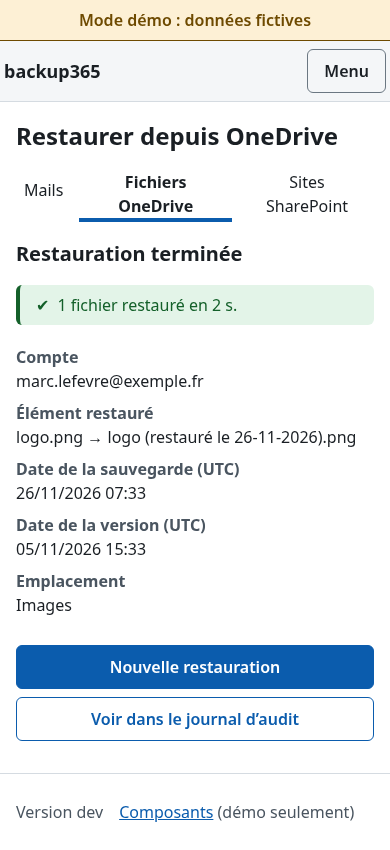 Mode démo : données fictives
backup365
Menu
Restaurer depuis OneDrive
Mails
Fichiers
OneDrive
Sites
SharePoint
Restauration terminée
✔ 1 fichier restauré en 2 s.
Compte
marc.lefevre@exemple.fr
Élément restauré
logo.png → logo (restauré le 26-11-2026).png
Date de la sauvegarde (UTC)
26/11/2026 07:33
Date de la version (UTC)
05/11/2026 15:33
Emplacement
Images
Nouvelle restauration
Voir dans le journal d’audit
Version dev Composants (démo seulement)